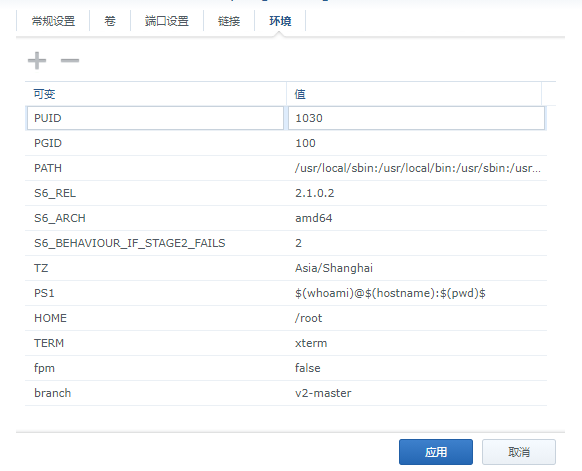 常规设置 卷 端口设置 链接 环境
可变 值
PUID 1030
PGID 100
PATH /usr/local/sbin:/usr/local/bin:/usr/sbin:/usr...
S6_REL 2.1.0.2
S6_ARCH amd64
S6_BEHAVIOUR_IF_STAGE2_FAILS 2
TZ Asia/Shanghai
PS1 $(whoami)@$(hostname):$(pwd)$
HOME /root
TERM xterm
fpm false
branch v2-master
应用 取消